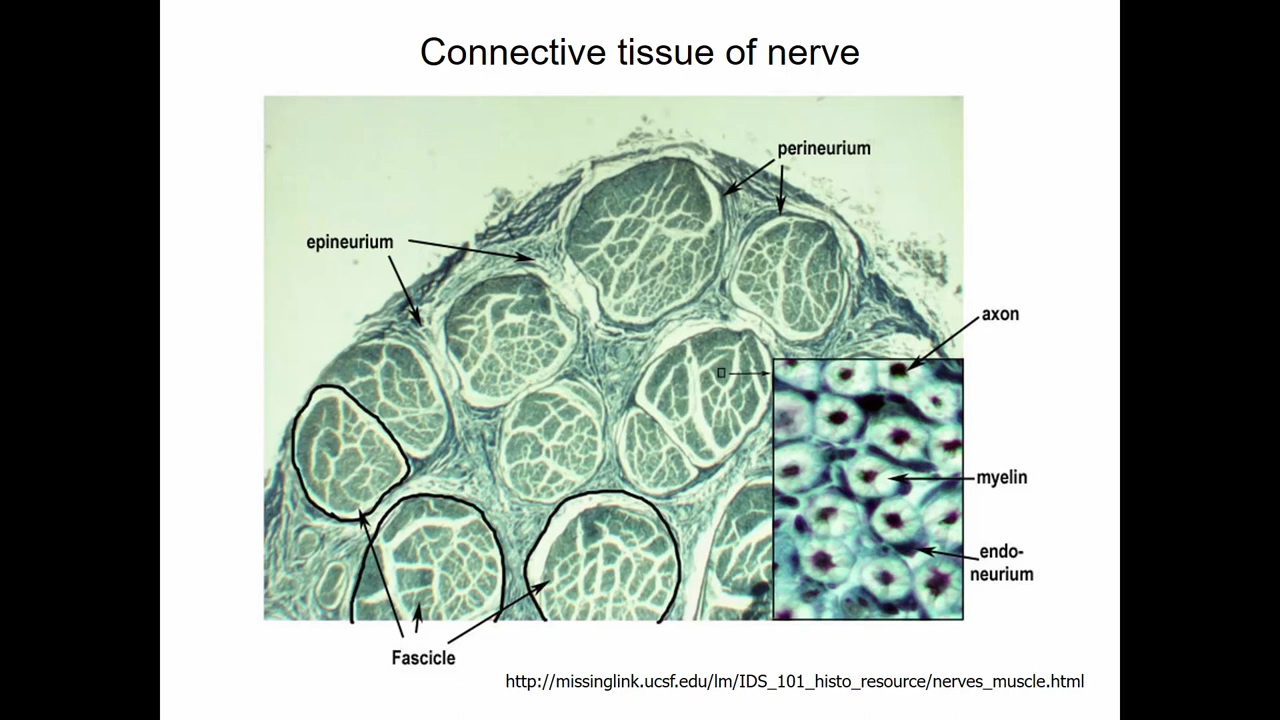 Connective tissue of nerve
perineurium
epineurium
axon
myelin
endo-
neurium
Fascicle
http://missinglink.ucsf.edu/lm/IDS_101_histo_resource/nerves_muscle.html